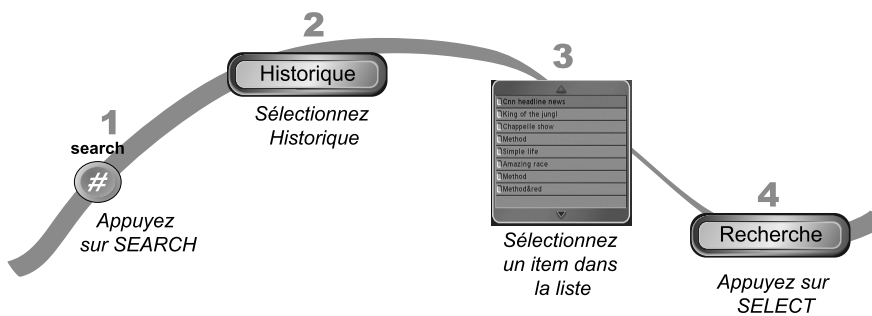 1
search
#
Appuyez
sur SEARCH
2
Historique
Sélectionnez
Historique
3
Cnn headline news
King of the jungl
Chappelle show
Method
Simple life
Amazing race
Method
Method&red
Sélectionnez
un item dans
la liste
4
Recherche
Appuyez sur
SELECT